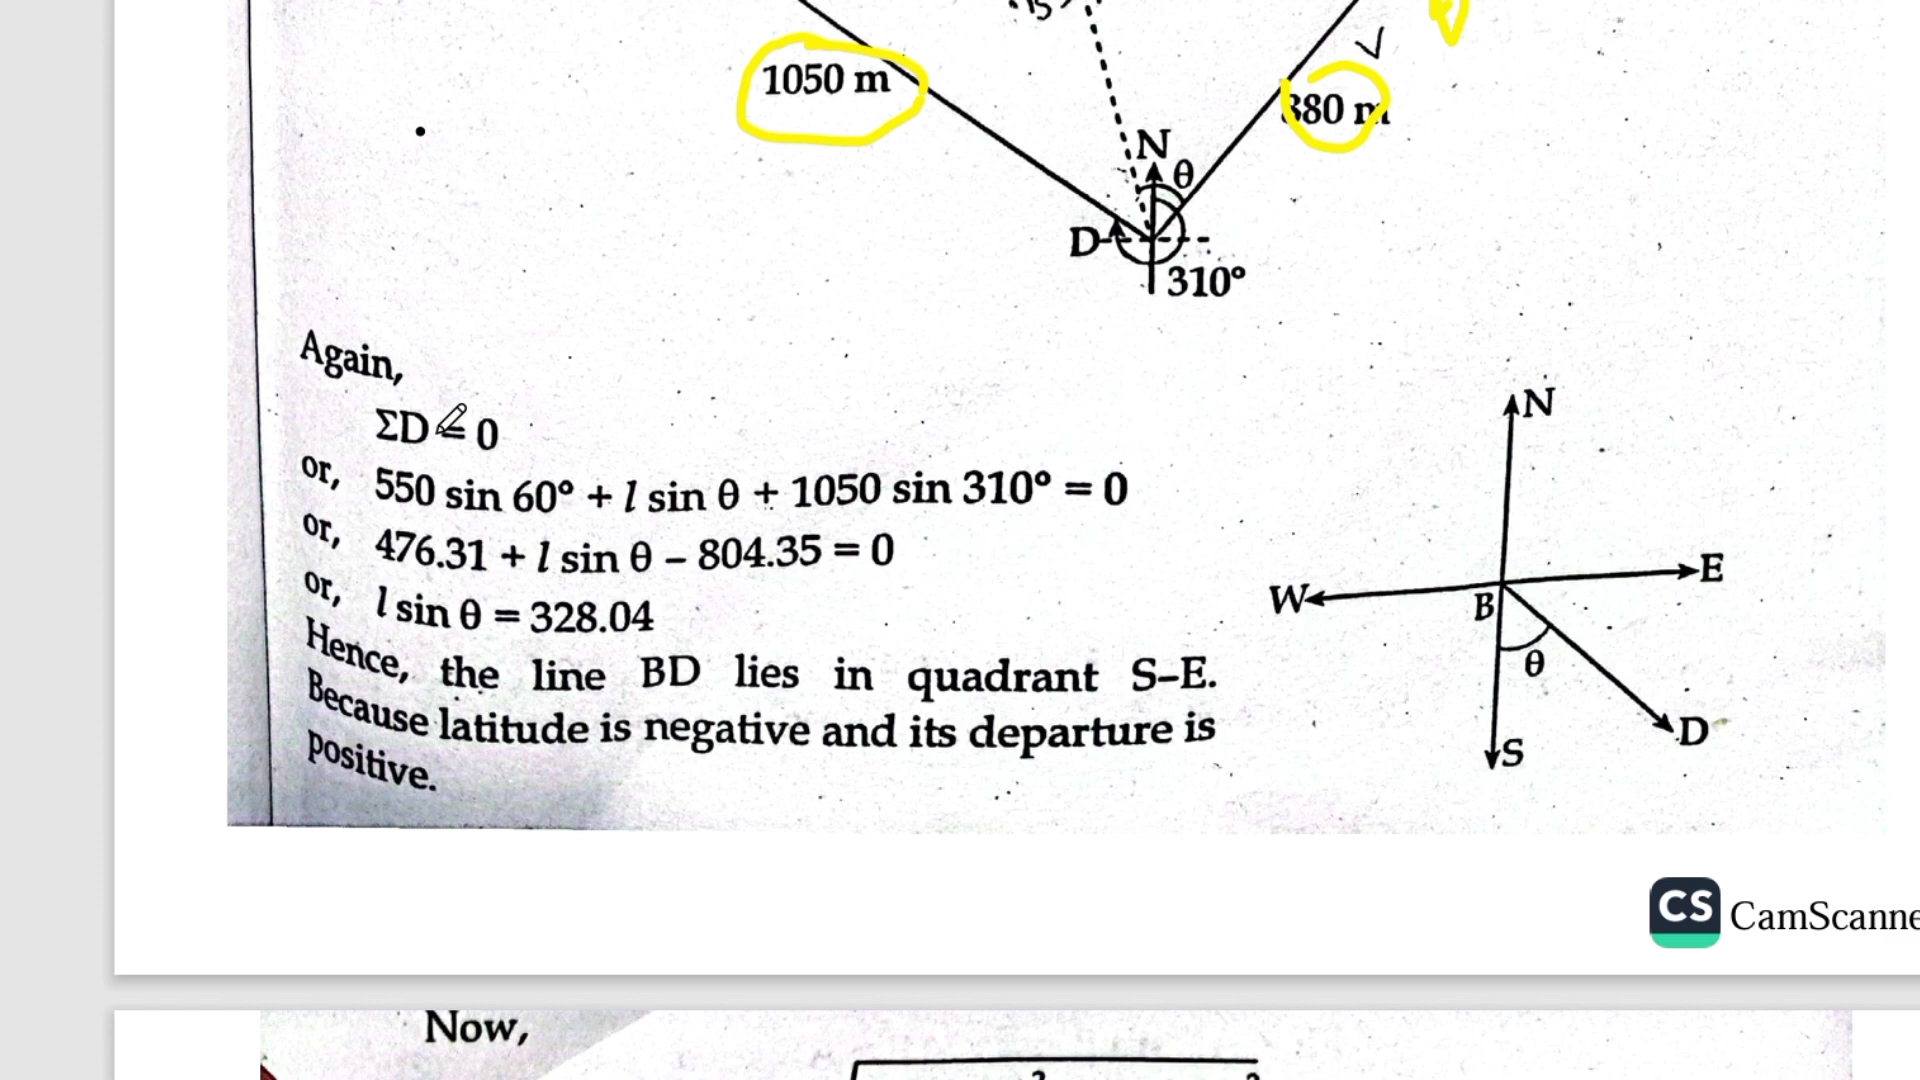 1050 m
380 m
N
θ
D
310°
Again,
ΣD = 0
or, 550 sin 60° + l sin θ + 1050 sin 310° = 0
or, 476.31 + l sin θ – 804.35 = 0
or, l sin θ = 328.04
Hence, the line BD lies in quadrant S–E.
Because latitude is negative and its departure is
positive.
N
E
W
B
θ
D
S
CS CamScanne
Now,